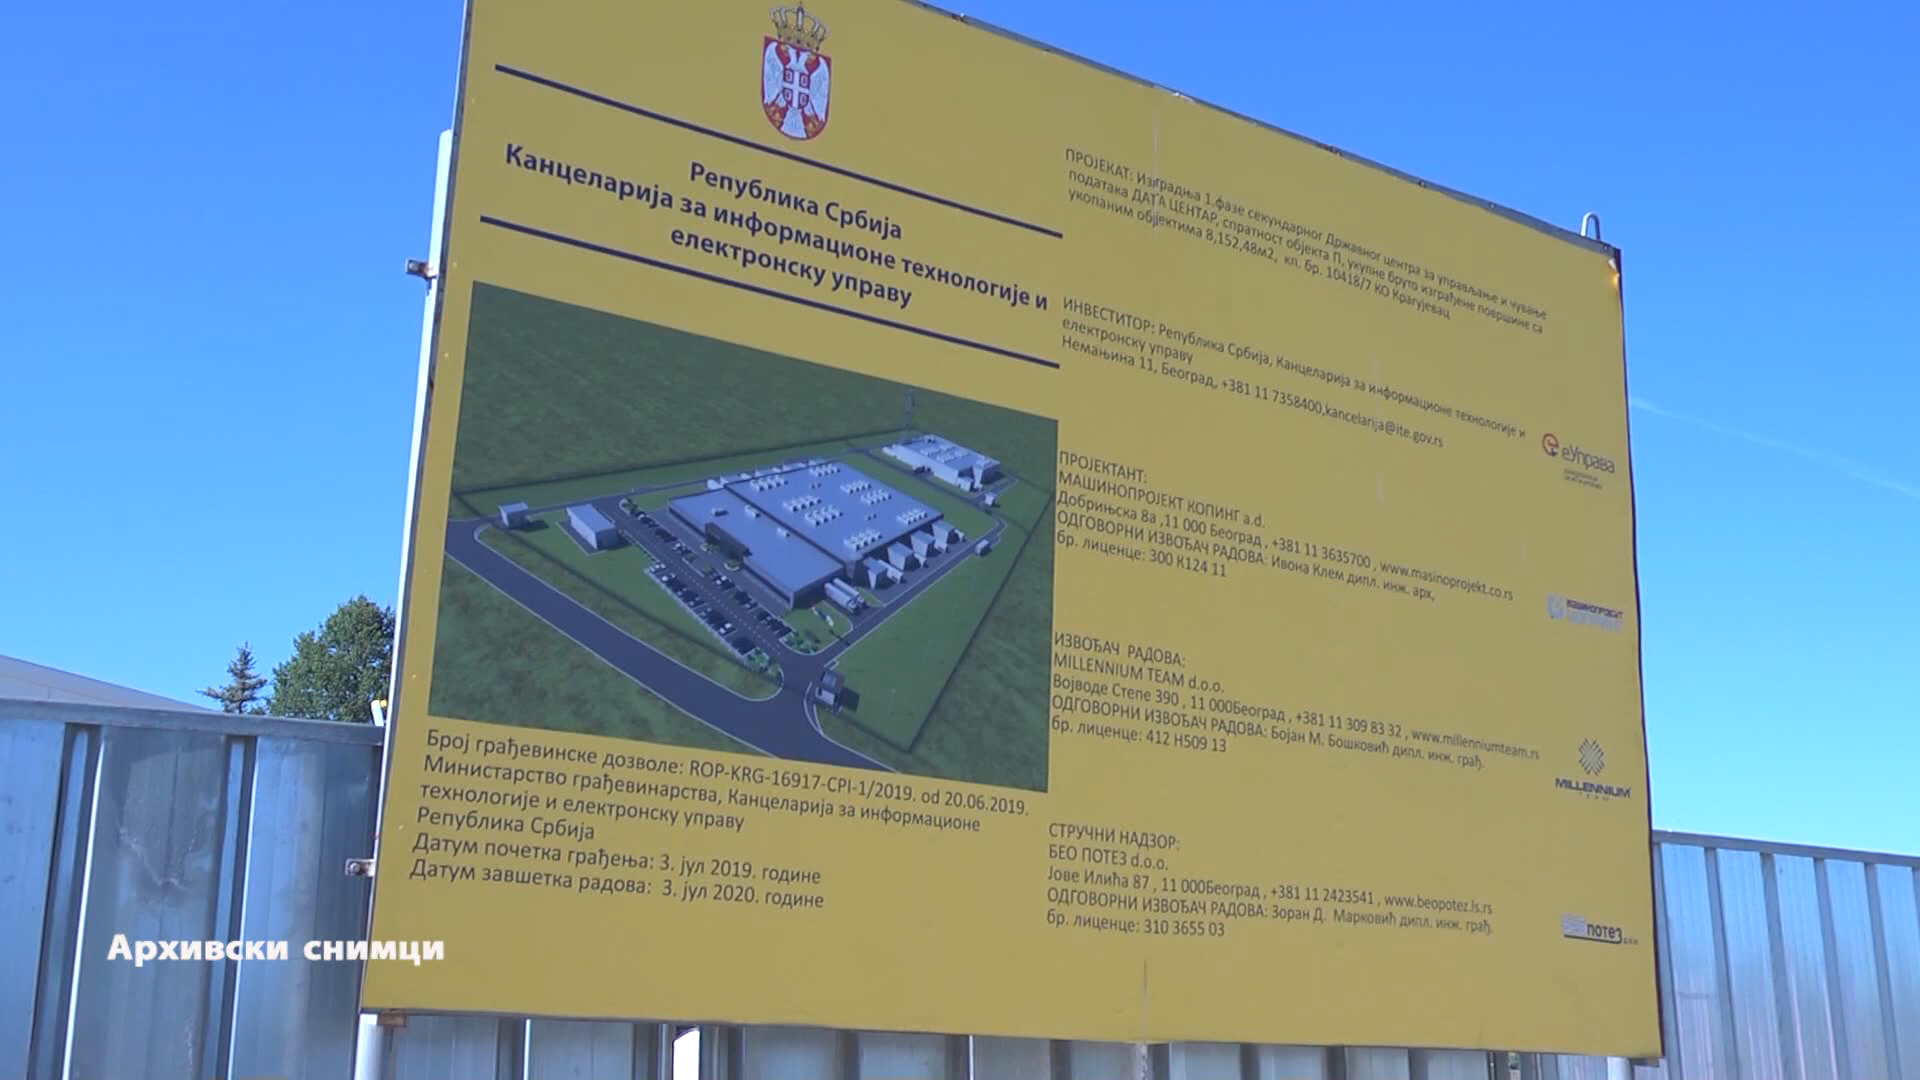 Република Србија
Канцеларија за информационе технологије и
електронску управу
Број грађевинске дозволе: ROP-KRG-16917-CPI-1/2019. od 20.06.2019.
Министарство грађевинарства, Канцеларија за информационе
технологије и електронску управу
Република Србија
Датум почетка грађења: 3. јул 2019. године
Датум завшетка радова: 3. јул 2020. године
ПРОЈЕКАТ: Изградња 1.фазе секундарног Државног центра за управљање и чување
података ДАТА ЦЕНТАР, спратност објекта П, укупне бруто изграђене површине са
укопаним објектима 8,152,48м2, кп. бр. 10418/7 КО Крагујевац
ИНВЕСТИТОР: Република Србија, Канцеларија за информационе технологије и
електронску управу
Немањина 11, Београд, +381 11 7358400,kancelarija@ite.gov.rs
еУправа
ПРОЈЕКТАНТ:
МАШИНОПРОЈЕКТ КОПИНГ a.d.
Добрињска 8а ,11 000 Београд , +381 11 3635700 , www.masinoprojekt.co.rs
ОДГОВОРНИ ИЗВОЂАЧ РАДОВА: Ивона Клем дипл. инж. арх,
бр. лиценце: 300 К124 11
ИЗВОЂАЧ РАДОВА:
MILLENNIUM TEAM d.o.o.
Војводе Степе 390 , 11 000Београд , +381 11 309 83 32 , www.millenniumteam.rs
ОДГОВОРНИ ИЗВОЂАЧ РАДОВА: Бојан М. Бошковић дипл. инж. грађ.
бр. лиценце: 412 Н509 13
MILLENNIUM
TEAM
СТРУЧНИ НАДЗОР:
БЕО ПОТЕЗ d.o.o.
Јове Илића 87 , 11 000Београд , +381 11 2423541 , www.beopotez.ls.rs
ОДГОВОРНИ ИЗВОЂАЧ РАДОВА: Зоран Д. Марковић дипл. инж. грађ.
бр. лиценце: 310 3655 03
ПОТЕЗ
Архивски снимци